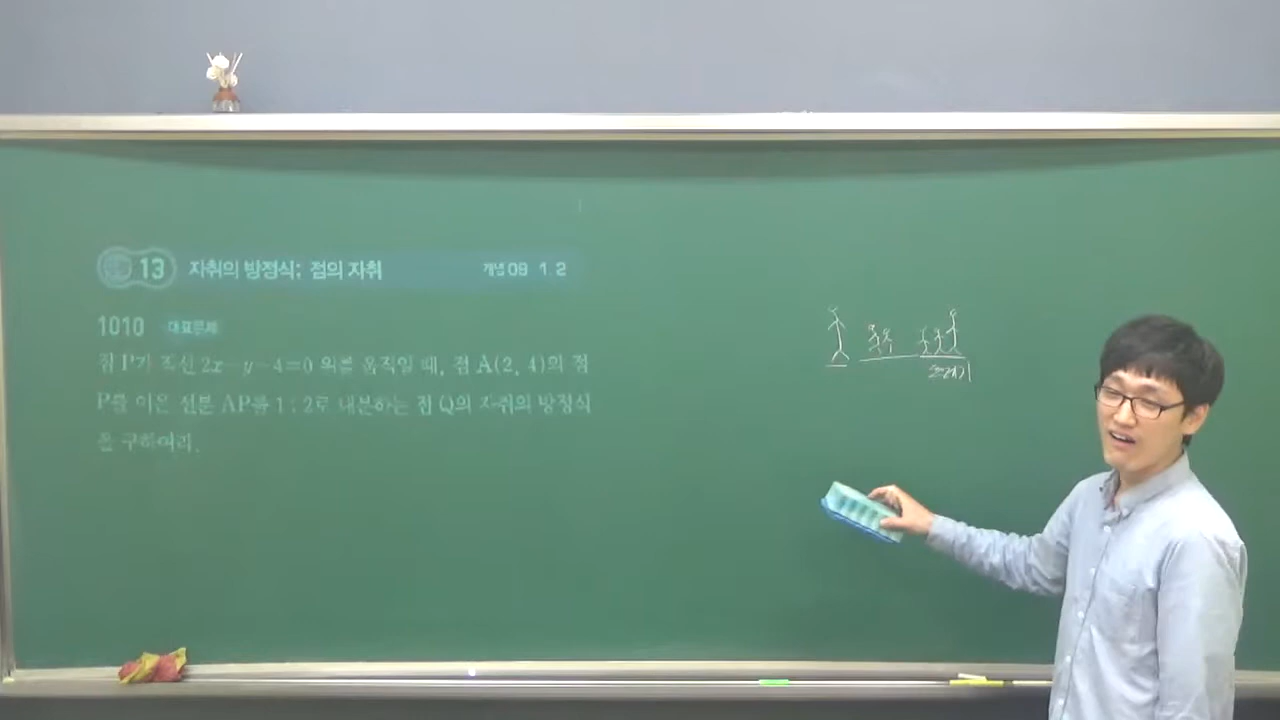 13 자취의 방정식; 점의 자취 개념 09 1, 2
1010 대표문제
점 P가 직선 2x-y-4=0 위를 움직일 때, 점 A(2, 4)와 점
P를 이은 선분 AP를 1 : 2로 내분하는 점 Q의 자취의 방정식
을 구하여라.